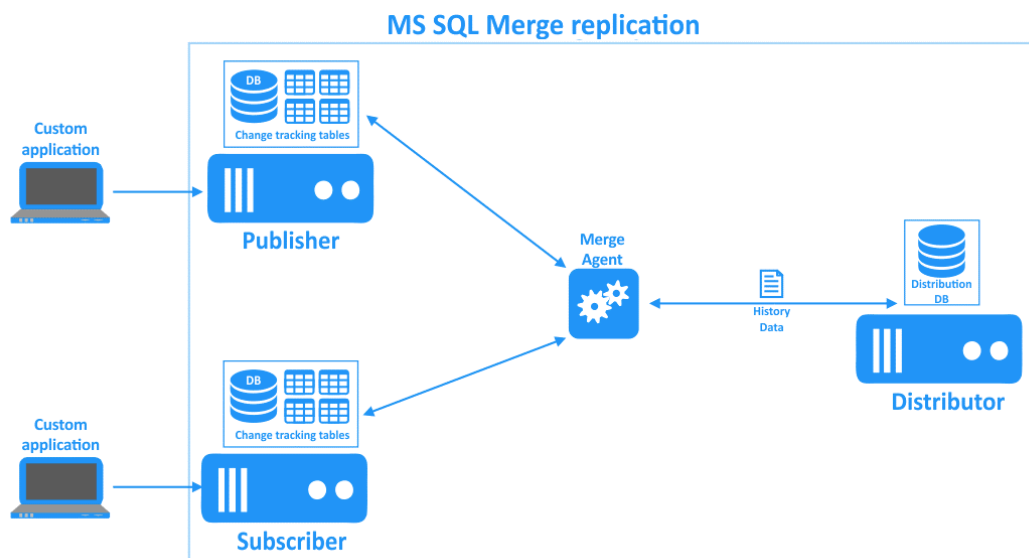 MS SQL Merge replication
DB
Change tracking tables
Custom
application
Publisher
Merge
Agent
History
Data
Distribution
DB
Distributor
DB
Change tracking tables
Custom
application
Subscriber